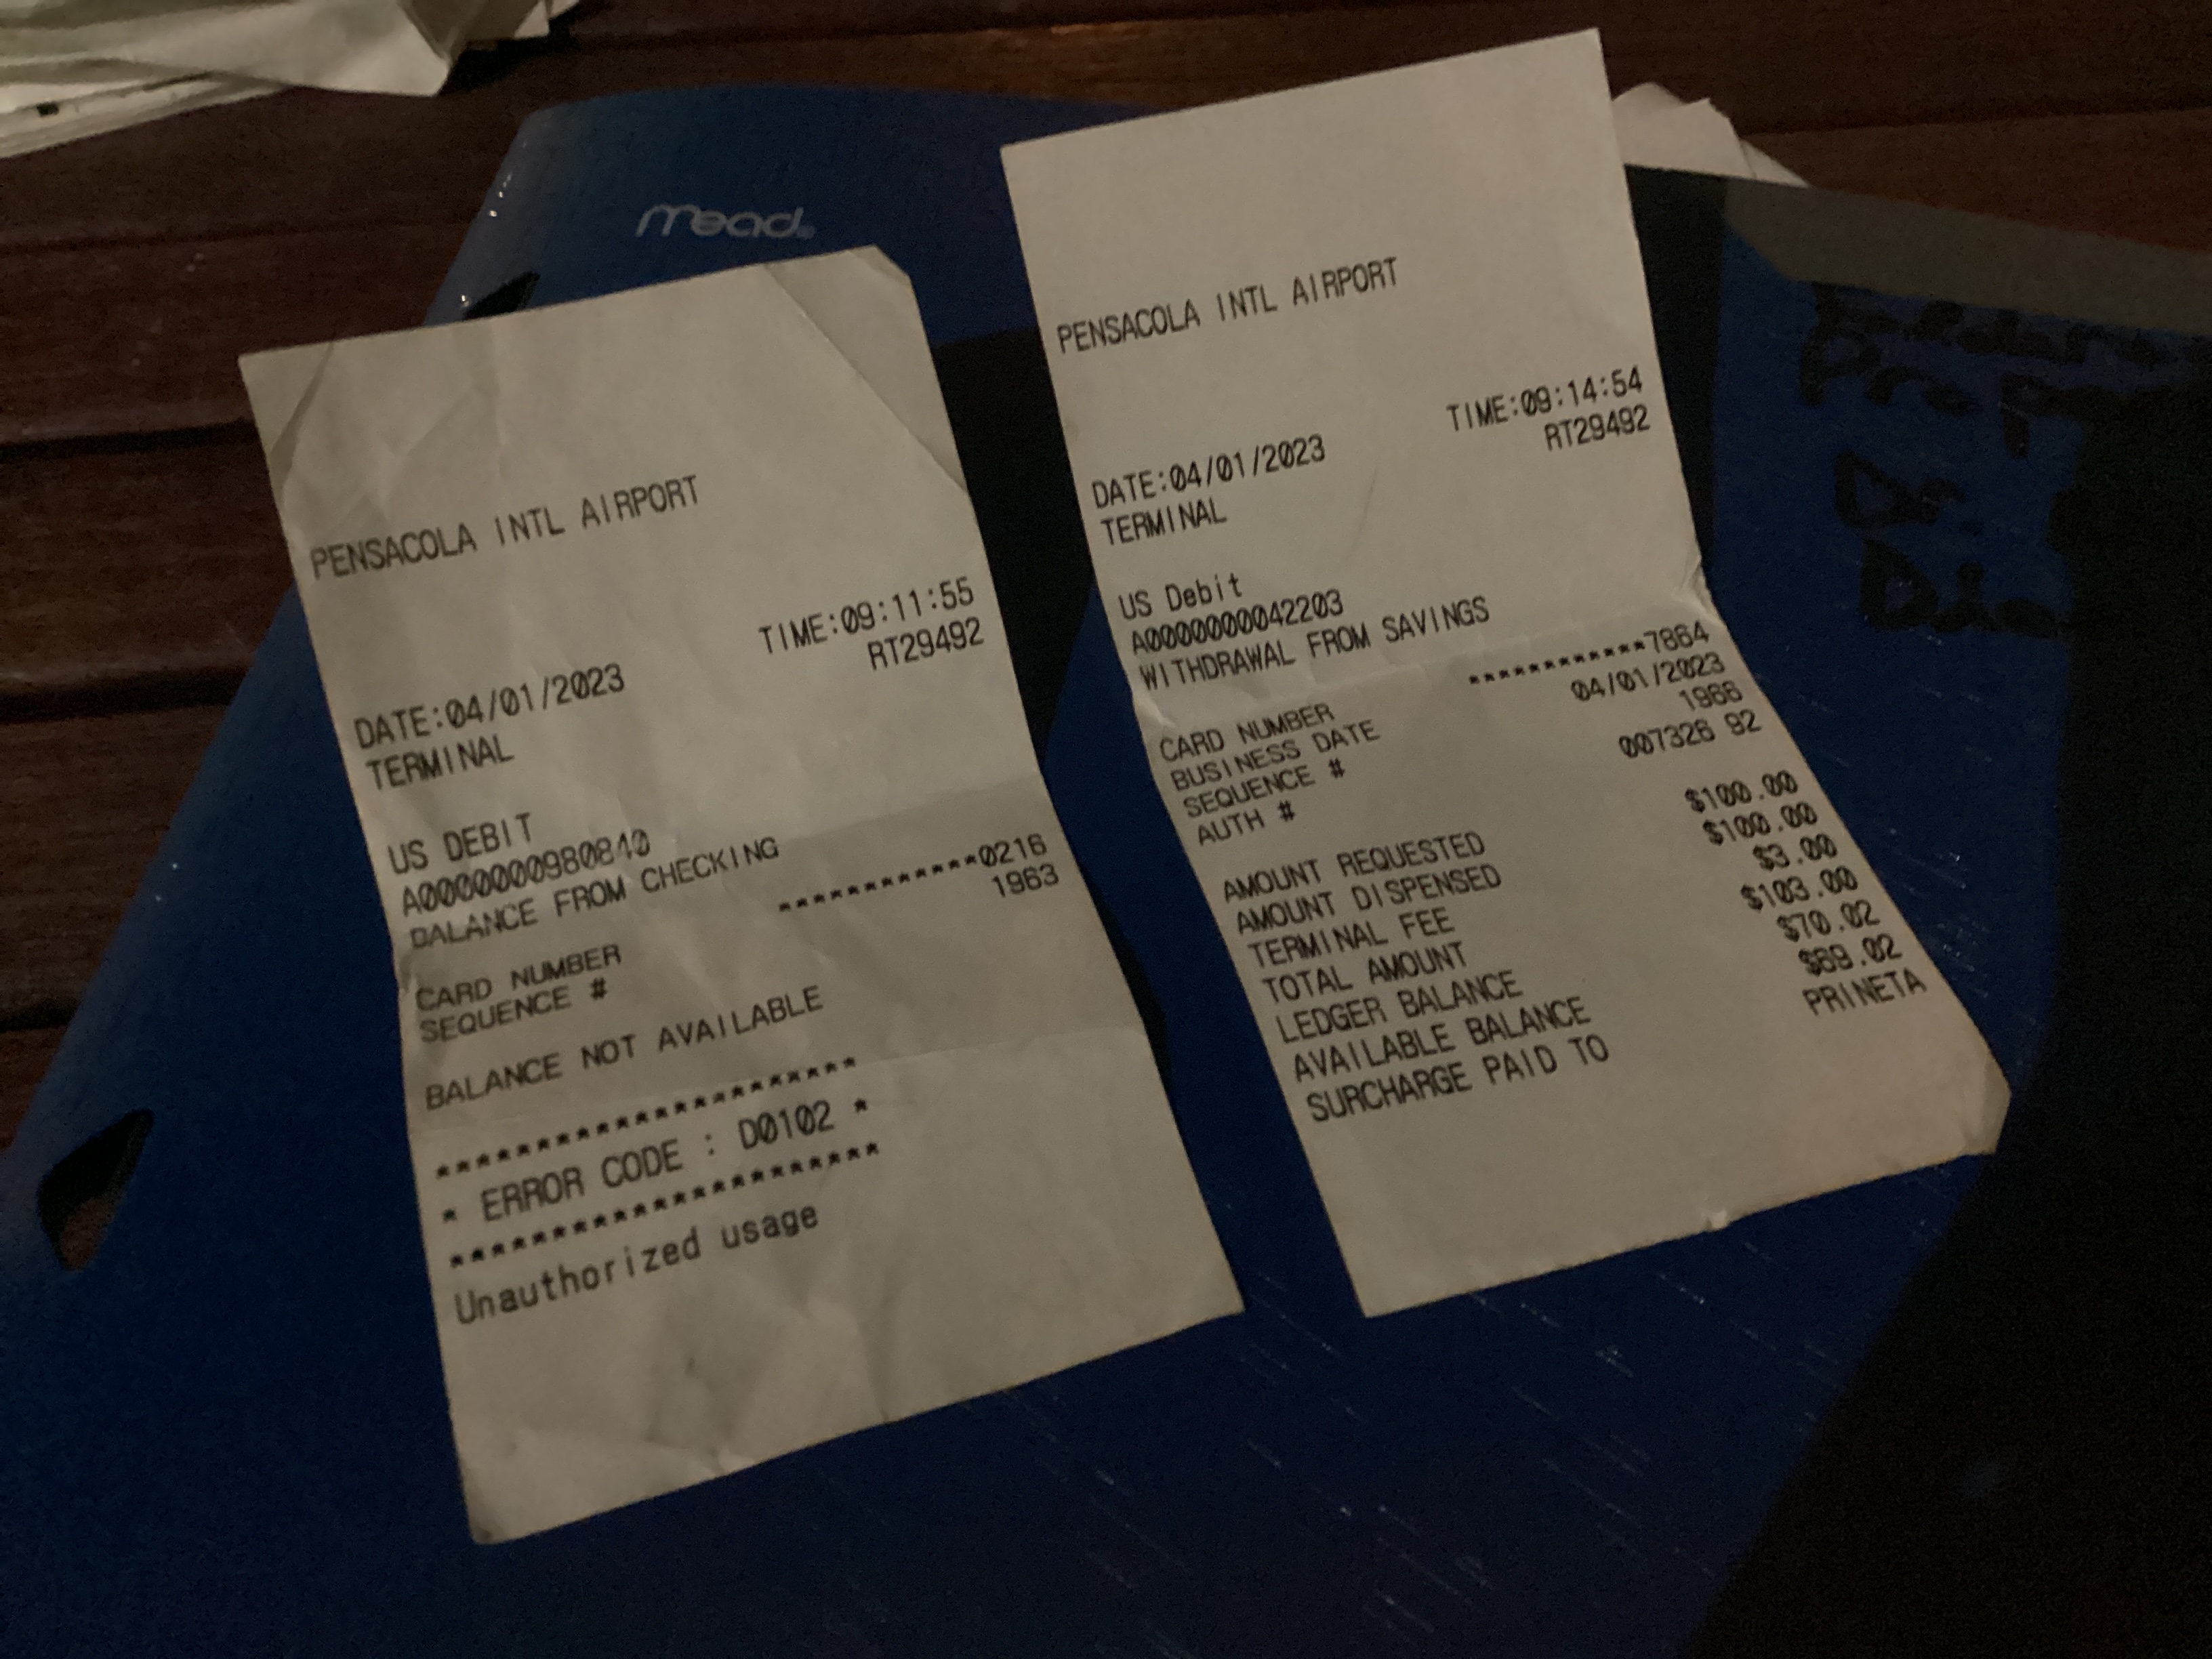 mead
PENSACOLA INTL AIRPORT
TIME:09:11:55
RT29492
DATE:04/01/2023
TERMINAL
US DEBIT
A0000000980840
BALANCE FROM CHECKING
CARD NUMBER ************0216
SEQUENCE # 1963
BALANCE NOT AVAILABLE
*********************
* ERROR CODE : D0102 *
*********************
Unauthorized usage
PENSACOLA INTL AIRPORT
TIME:09:14:54
RT29492
DATE:04/01/2023
TERMINAL
US Debit
A0000000042203
WITHDRAWAL FROM SAVINGS
CARD NUMBER ************7864
BUSINESS DATE 04/01/2023
SEQUENCE # 1966
AUTH # 007326 92
AMOUNT REQUESTED $100.00
AMOUNT DISPENSED $100.00
TERMINAL FEE $3.00
TOTAL AMOUNT $103.00
LEDGER BALANCE $70.02
AVAILABLE BALANCE $69.02
SURCHARGE PAID TO PRINETA
Dr.